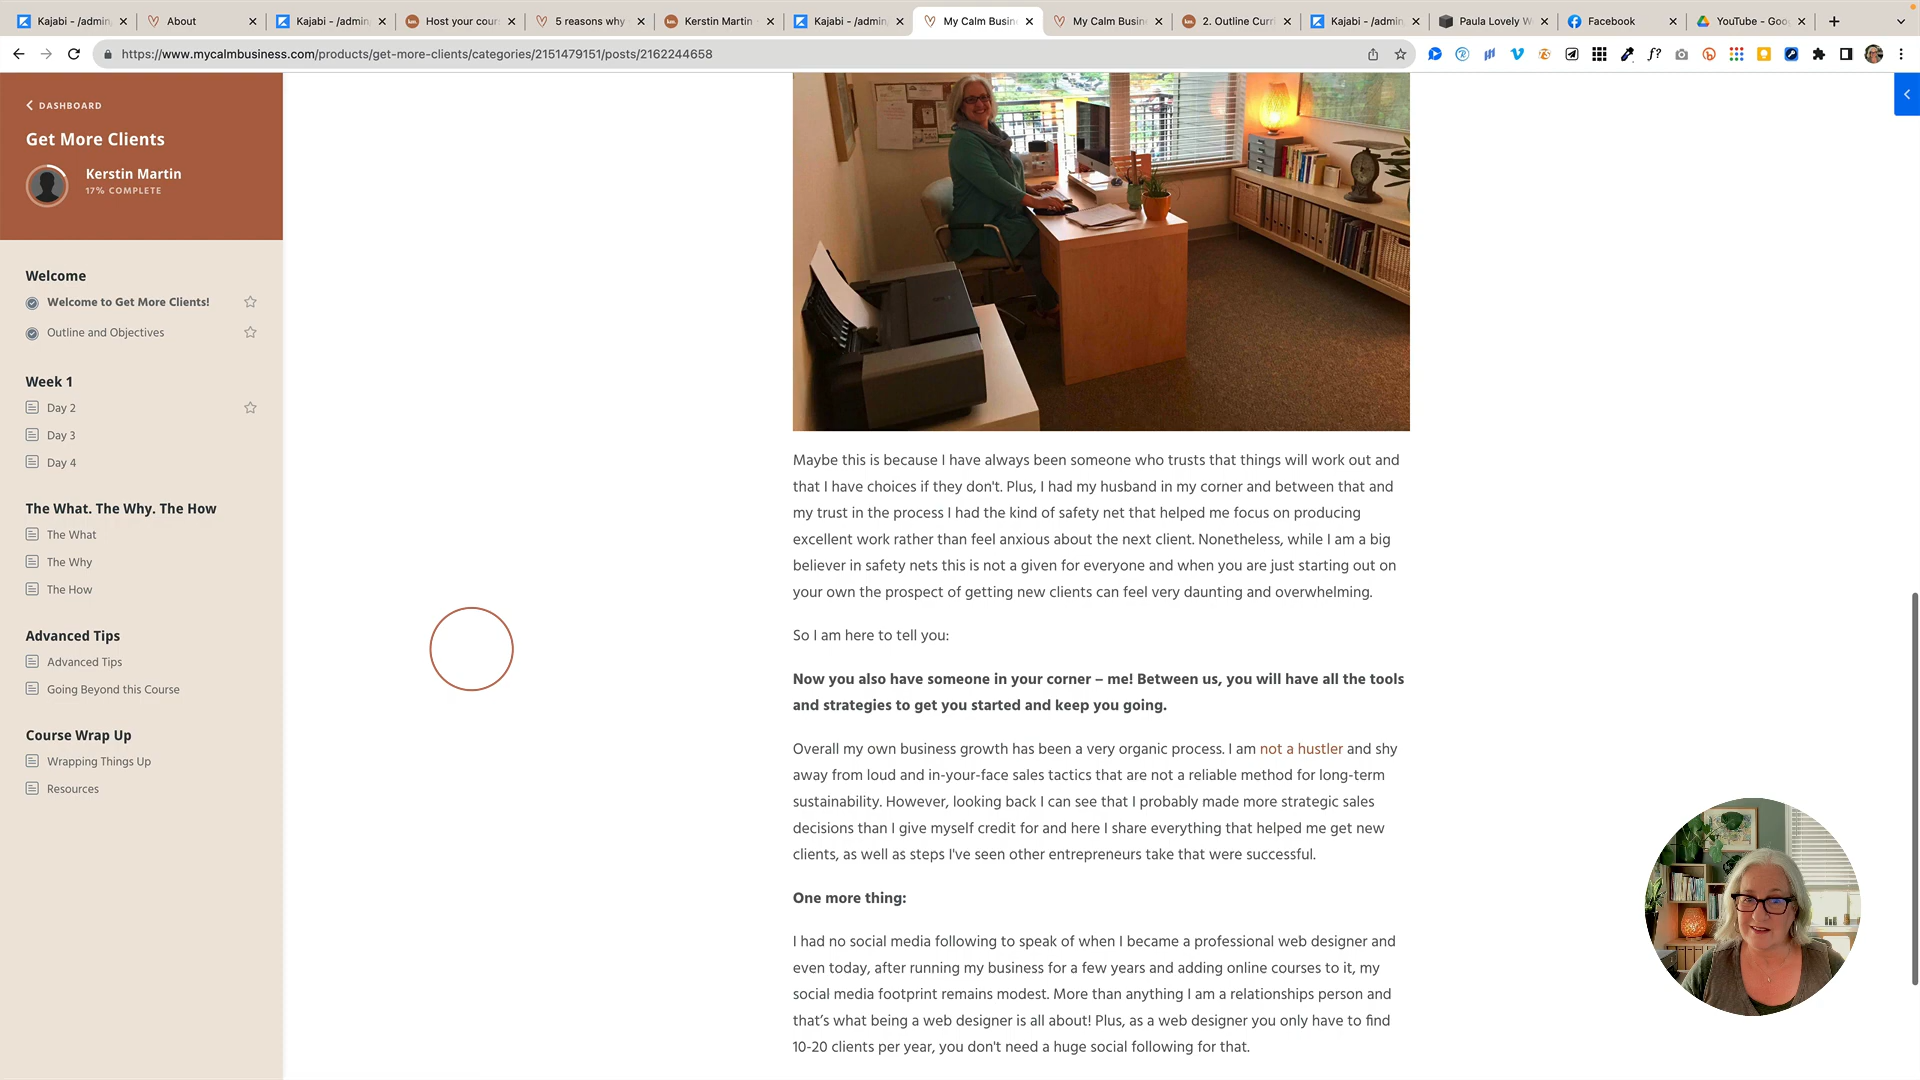 Kajabi - /admin
About
Kajabi - /admin
Host your cour
5 reasons why
Kerstin Martin
Kajabi - /admin
My Calm Busin
My Calm Busin
2. Outline Curr
Kajabi - /admin
Paula Lovely W
Facebook
YouTube - Goo
https://www.mycalmbusiness.com/products/get-more-clients/categories/2151479151/posts/2162244658
DASHBOARD
Get More Clients
Kerstin Martin
17% COMPLETE
Welcome
Welcome to Get More Clients!
Outline and Objectives
Week 1
Day 2
Day 3
Day 4
The What. The Why. The How
The What
The Why
The How
Advanced Tips
Advanced Tips
Going Beyond this Course
Course Wrap Up
Wrapping Things Up
Resources
Maybe this is because I have always been someone who trusts that things will work out and
that I have choices if they don't. Plus, I had my husband in my corner and between that and
my trust in the process I had the kind of safety net that helped me focus on producing
excellent work rather than feel anxious about the next client. Nonetheless, while I am a big
believer in safety nets this is not a given for everyone and when you are just starting out on
your own the prospect of getting new clients can feel very daunting and overwhelming.
So I am here to tell you:
Now you also have someone in your corner – me! Between us, you will have all the tools
and strategies to get you started and keep you going.
Overall my own business growth has been a very organic process. I am not a hustler and shy
away from loud and in-your-face sales tactics that are not a reliable method for long-term
sustainability. However, looking back I can see that I probably made more strategic sales
decisions than I give myself credit for and here I share everything that helped me get new
clients, as well as steps I've seen other entrepreneurs take that were successful.
One more thing:
I had no social media following to speak of when I became a professional web designer and
even today, after running my business for a few years and adding online courses to it, my
social media footprint remains modest. More than anything I am a relationships person and
that’s what being a web designer is all about! Plus, as a web designer you only have to find
10-20 clients per year, you don't need a huge social following for that.